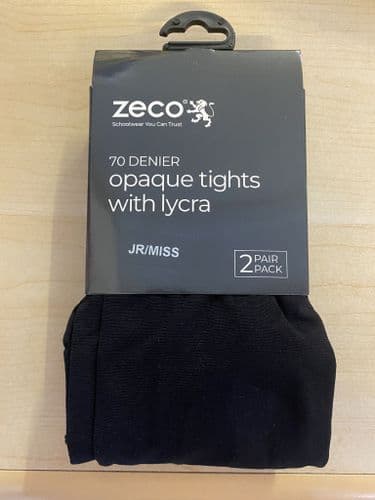 zeco®
Schoolwear You Can Trust
70 DENIER
opaque tights
with lycra
JR/MISS
2 PAIR
PACK